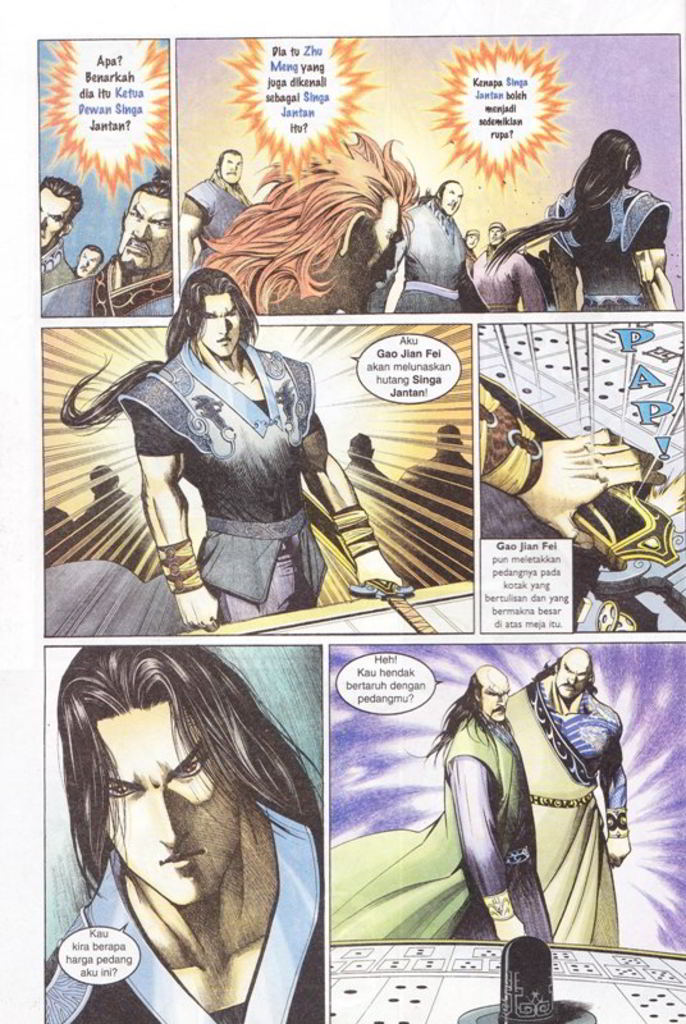 Apa?
Benarkah
dia itu Ketua
Dewan Singa
Jantan?
Dia tu Zhu
Meng yang
juga dikenali
sebagai Singa
Jantan
itu?
Kenapa Singa
Jantan boleh
menjadi
sedemikian
rupa?
Aku
Gao Jian Fei
akan melunaskan
hutang Singa
Jantan!
PAP!
Gao Jian Fei
pun meletakkan
pedangnya pada
kotak yang
bertulisan dan yang
bermakna besar
di atas meja itu.
Kau
kira berapa
harga pedang
aku ini?
Heh!
Kau hendak
bertaruh dengan
pedangmu?